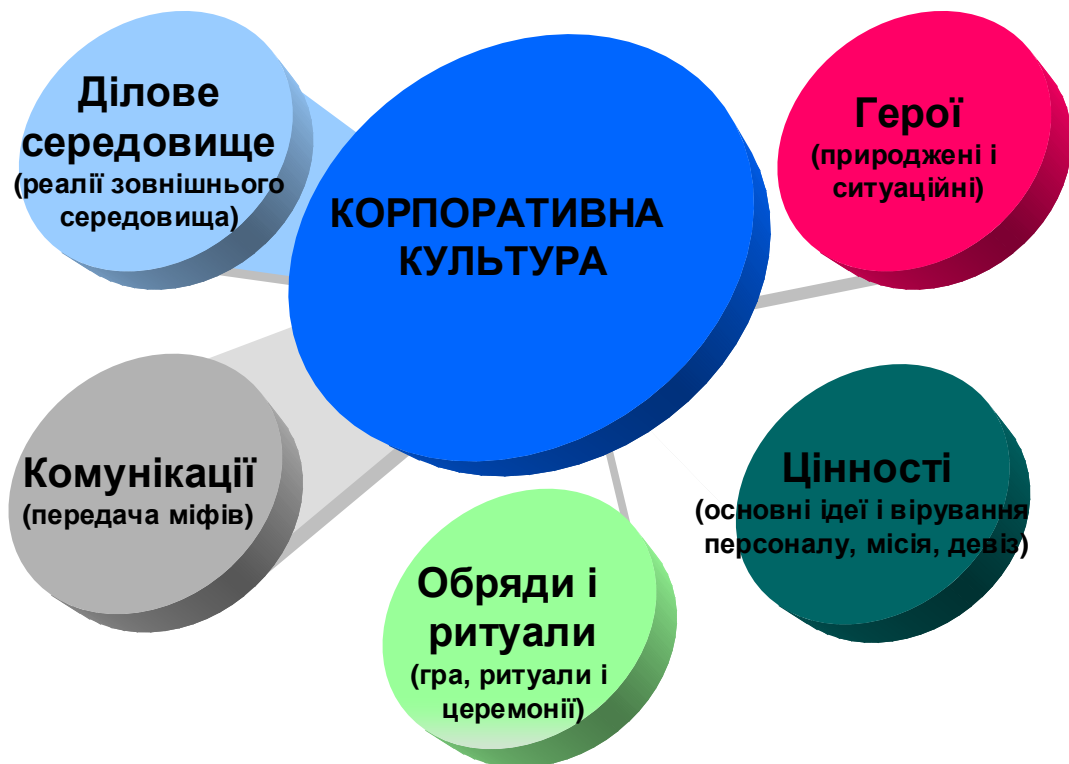 Ділове
середовище
(реалії зовнішнього
середовища)
КОРПОРАТИВНА
КУЛЬТУРА
Герої
(природжені і
ситуаційні)
Комунікації
(передача міфів)
Обряди і
ритуали
(гра, ритуали і
церемонії)
Цінності
(основні ідеї і вірування
персоналу, місія, девіз)